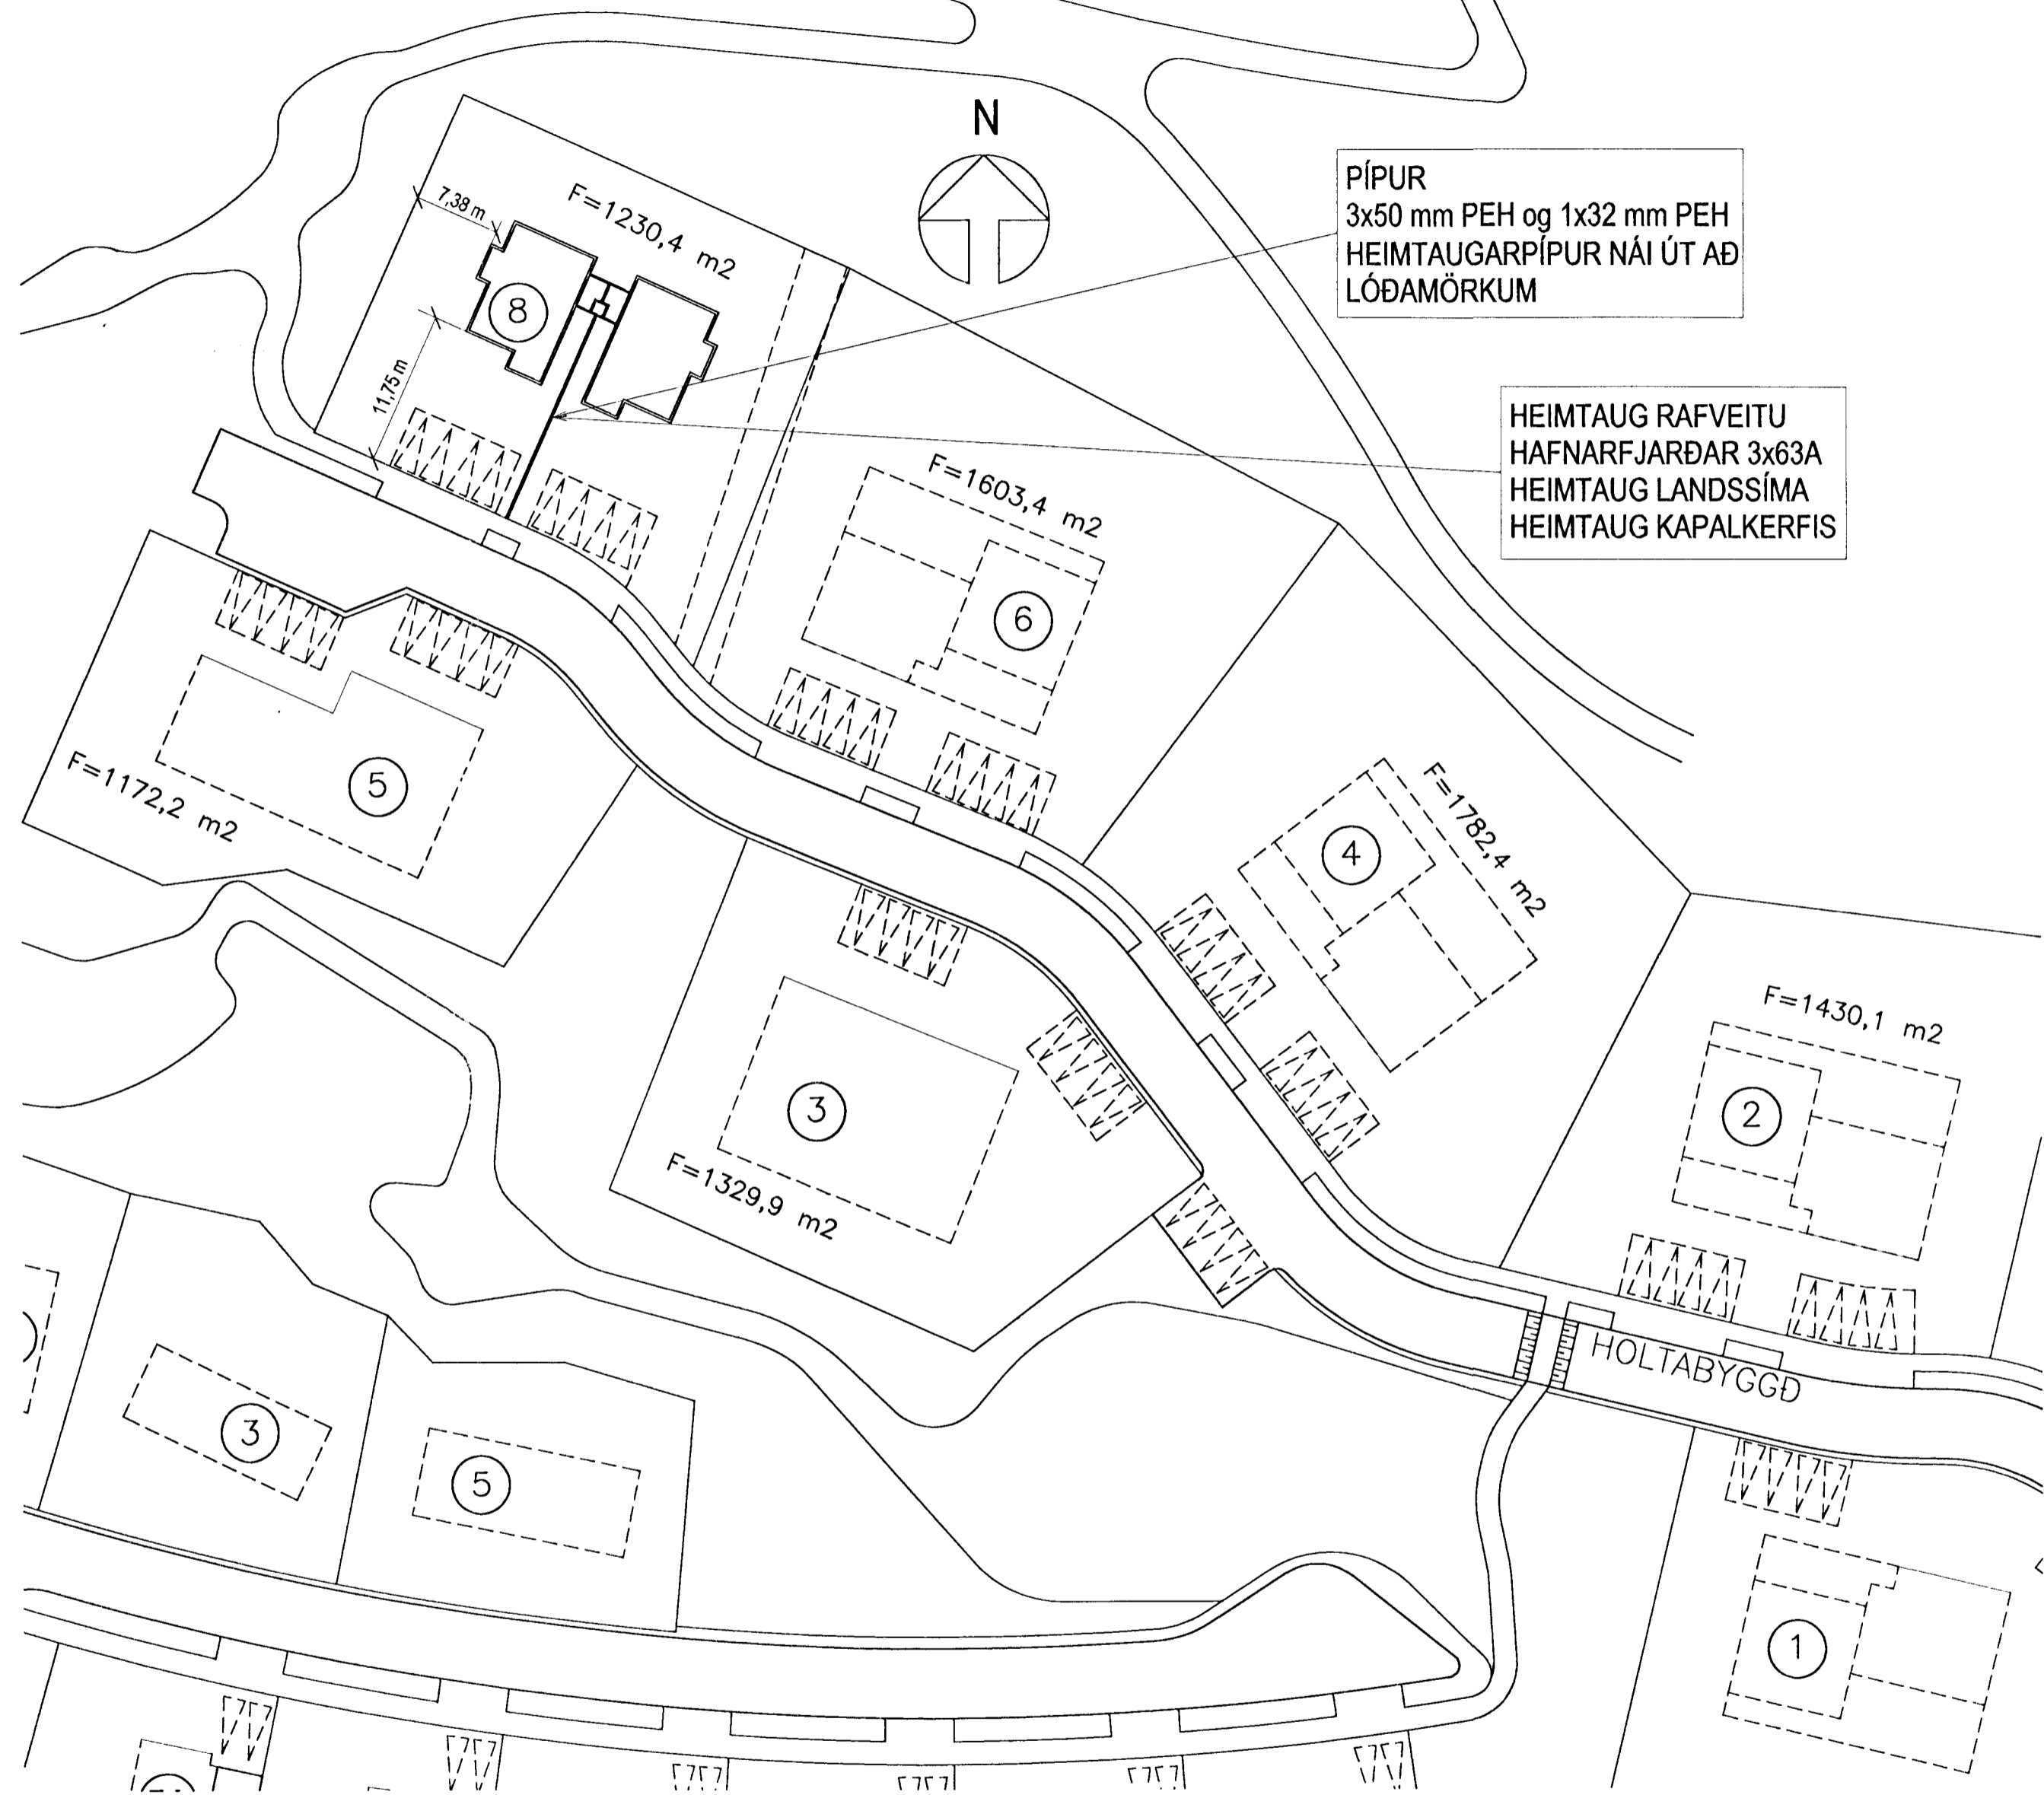 N
PÍPUR
3x50 mm PEH og 1x32 mm PEH
HEIMTAUGARPÍPUR NÁI ÚT AÐ
LÓÐAMÖRKUM
7,38 m
F=1230,4 m2
8
11,75 m
HEIMTAUG RAFVEITU
HAFNARFJARÐAR 3x63A
HEIMTAUG LANDSSÍMA
HEIMTAUG KAPALKERFIS
F=1603,4 m2
6
5
F=1172,2 m2
4
F=1782,4 m2
F=1430,1 m2
2
3
F=1329,9 m2
HOLTABYGGÐ
3
5
1